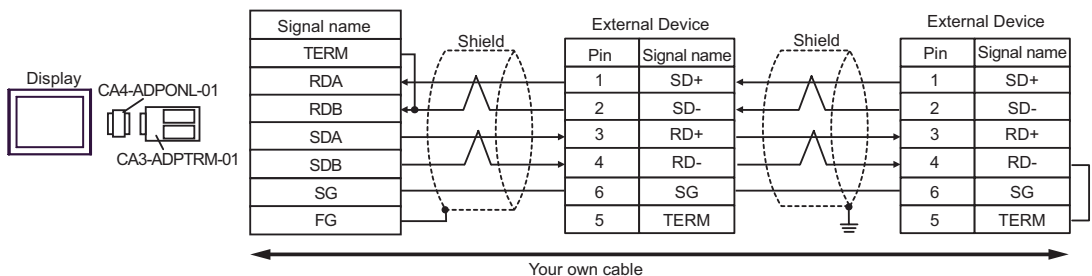 Display
CA4-ADPONL-01
CA3-ADPTRM-01
Signal name
TERM
RDA
RDB
SDA
SDB
SG
FG
Shield
External Device
Pin Signal name
1 SD+
2 SD-
3 RD+
4 RD-
6 SG
5 TERM
Shield
External Device
Pin Signal name
1 SD+
2 SD-
3 RD+
4 RD-
6 SG
5 TERM
Your own cable